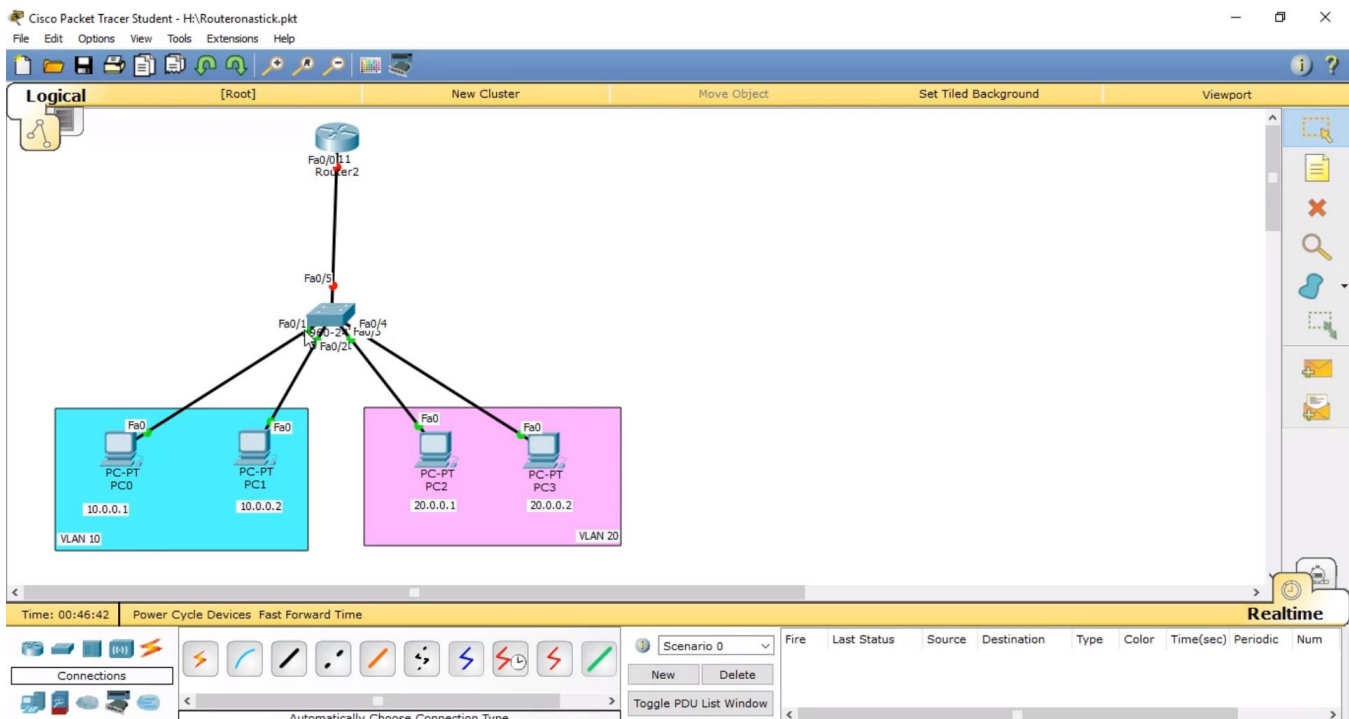 Cisco Packet Tracer Student - H:\Routeronastick.pkt
File Edit Options View Tools Extensions Help
Logical [Root] New Cluster Move Object Set Tiled Background Viewport
Fa0/0
Router2
Fa0/5
Fa0/1 Fa0/4
Fa0/3
Fa0/2
Fa0 Fa0 Fa0 Fa0
PC-PT PC-PT PC-PT PC-PT
PC0 PC1 PC2 PC3
10.0.0.1 10.0.0.2 20.0.0.1 20.0.0.2
VLAN 10 VLAN 20
Time: 00:46:42 Power Cycle Devices Fast Forward Time Realtime
Scenario 0 Fire Last Status Source Destination Type Color Time(sec) Periodic Num
Connections New Delete
Toggle PDU List Window
Automatically Choose Connection Type